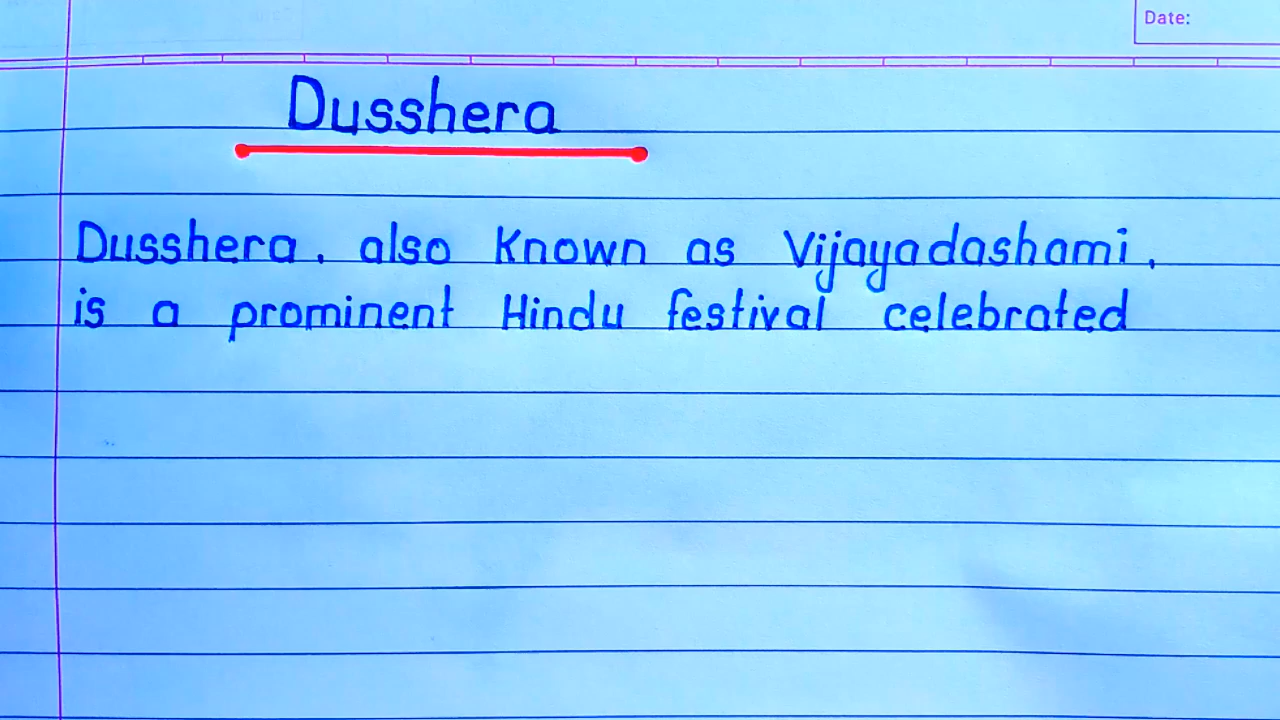 Date:
Dusshera
Dusshera, also Known as Vijayadashami,
is a prominent Hindu festival celebrated